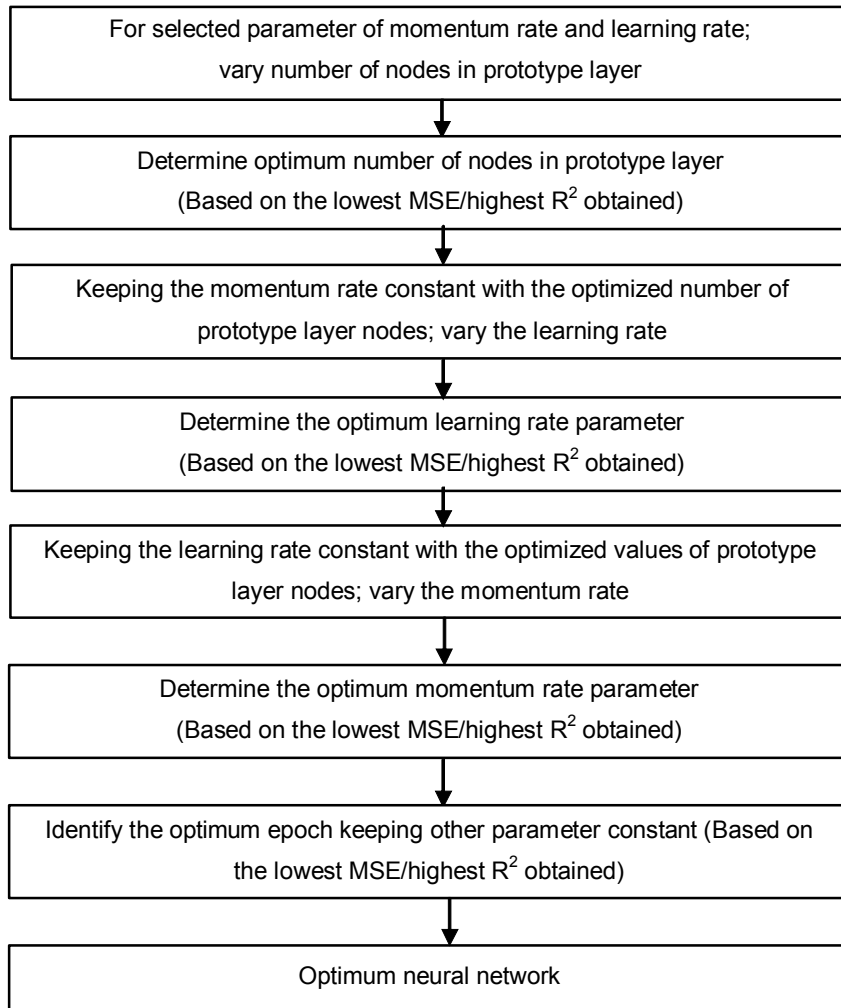 For selected parameter of momentum rate and learning rate;
vary number of nodes in prototype layer
Determine optimum number of nodes in prototype layer
(Based on the lowest MSE/highest R² obtained)
Keeping the momentum rate constant with the optimized number of
prototype layer nodes; vary the learning rate
Determine the optimum learning rate parameter
(Based on the lowest MSE/highest R² obtained)
Keeping the learning rate constant with the optimized values of prototype
layer nodes; vary the momentum rate
Determine the optimum momentum rate parameter
(Based on the lowest MSE/highest R² obtained)
Identify the optimum epoch keeping other parameter constant (Based on
the lowest MSE/highest R² obtained)
Optimum neural network